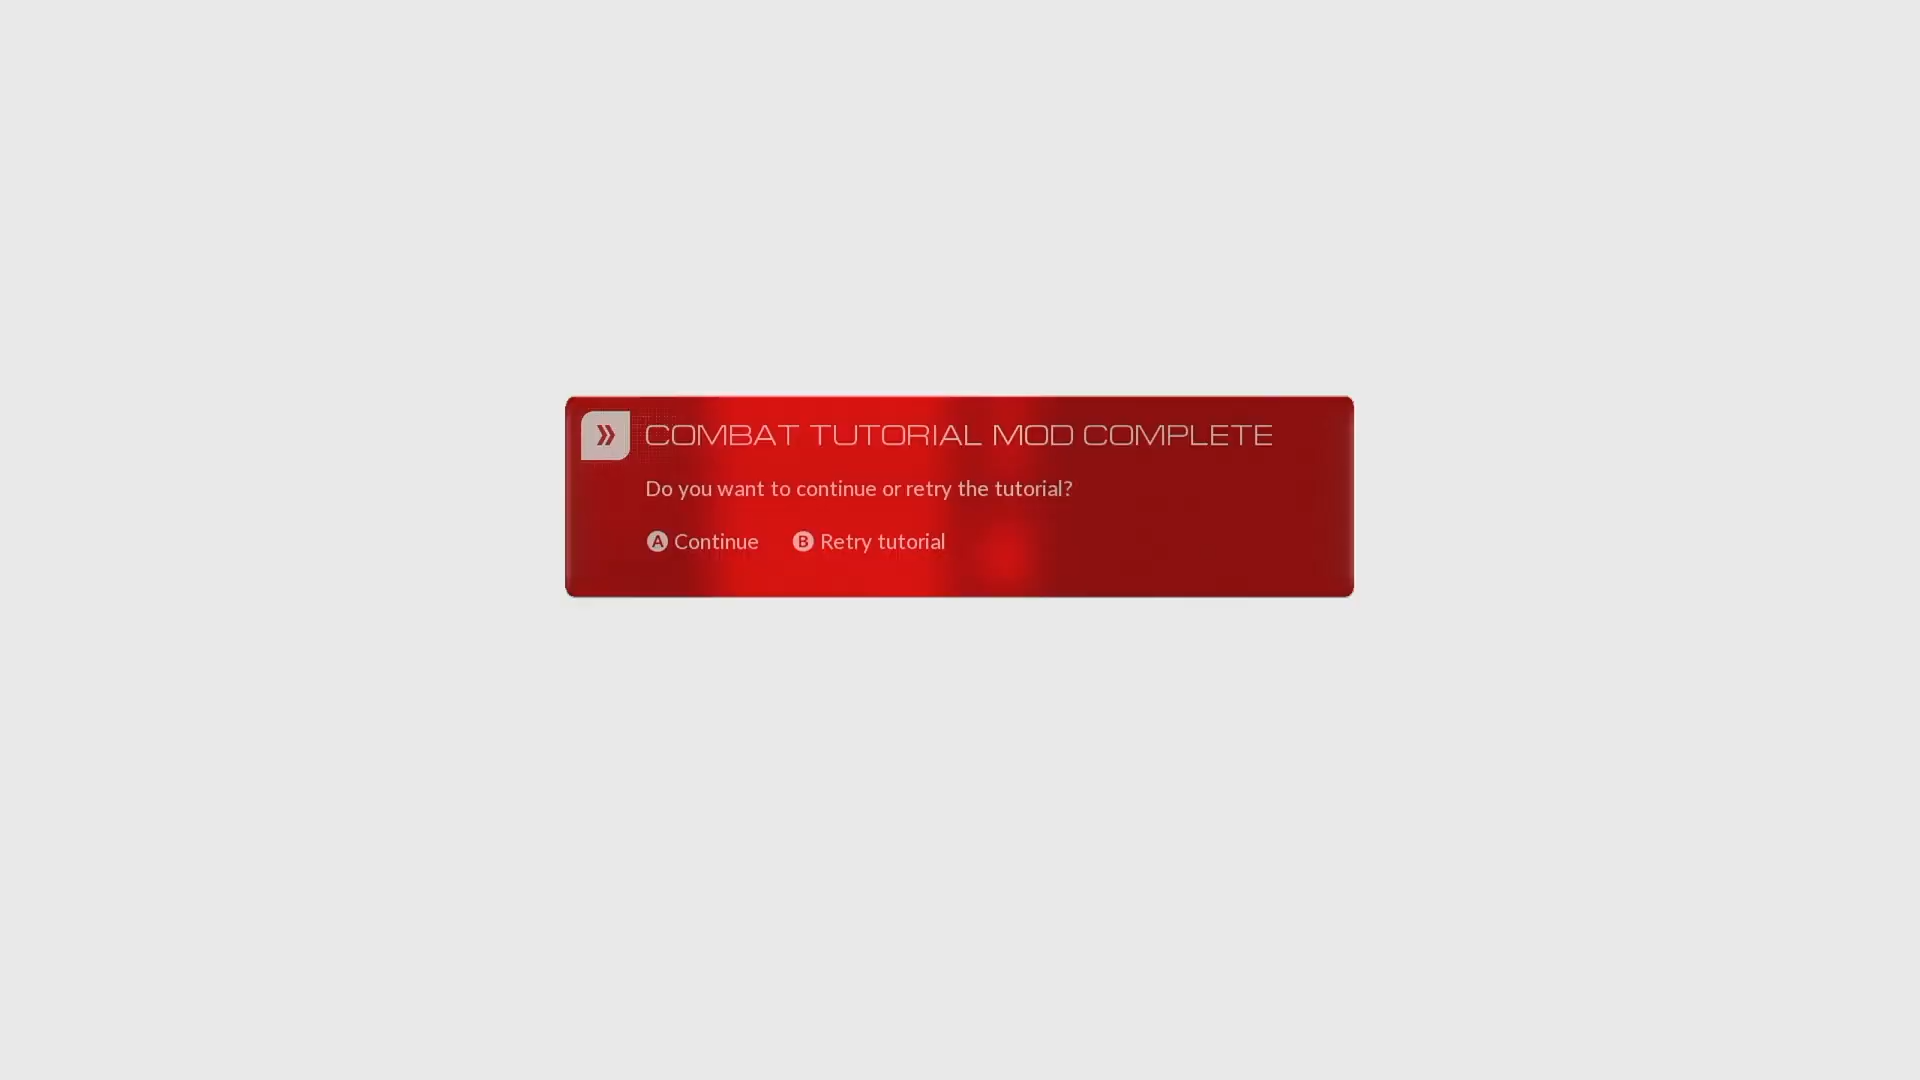 COMBAT TUTORIAL MOD COMPLETE
Do you want to continue or retry the tutorial?
A Continue B Retry tutorial